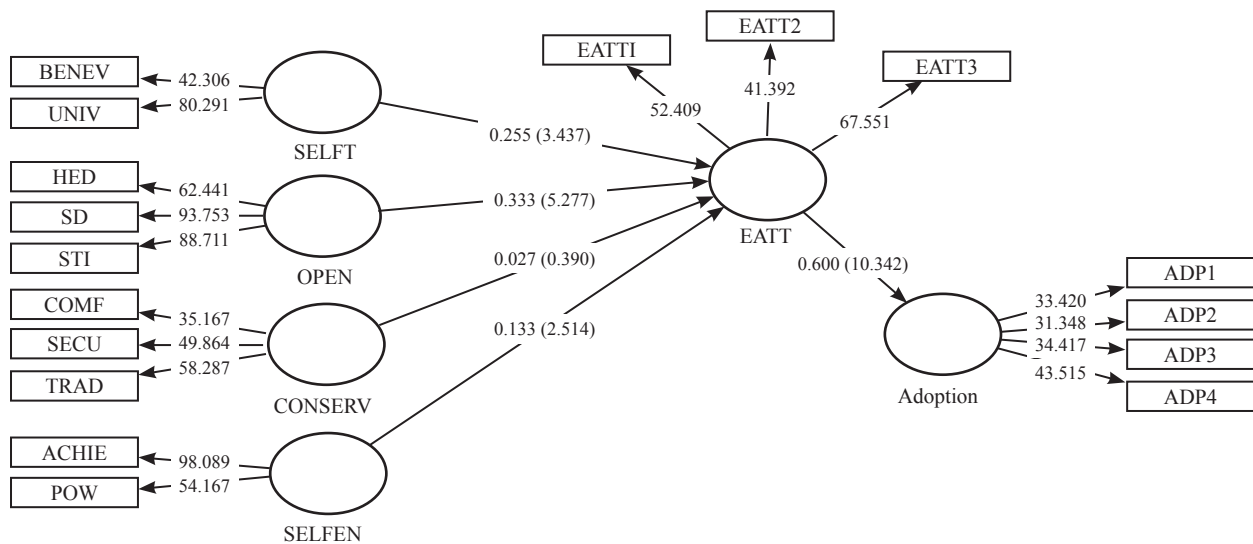 EATT2
EATTI
EATT3
BENEV
42.306
UNIV
80.291
SELFT
41.392
52.409
67.551
0.255 (3.437)
HED
62.441
SD
93.753
STI
88.711
OPEN
0.333 (5.277)
EATT
COMF
35.167
SECU
49.864
TRAD
58.287
CONSERV
0.027 (0.390)
0.600 (10.342)
0.133 (2.514)
ADP1
33.420
ADP2
31.348
ADP3
34.417
ADP4
43.515
Adoption
ACHIE
98.089
POW
54.167
SELFEN